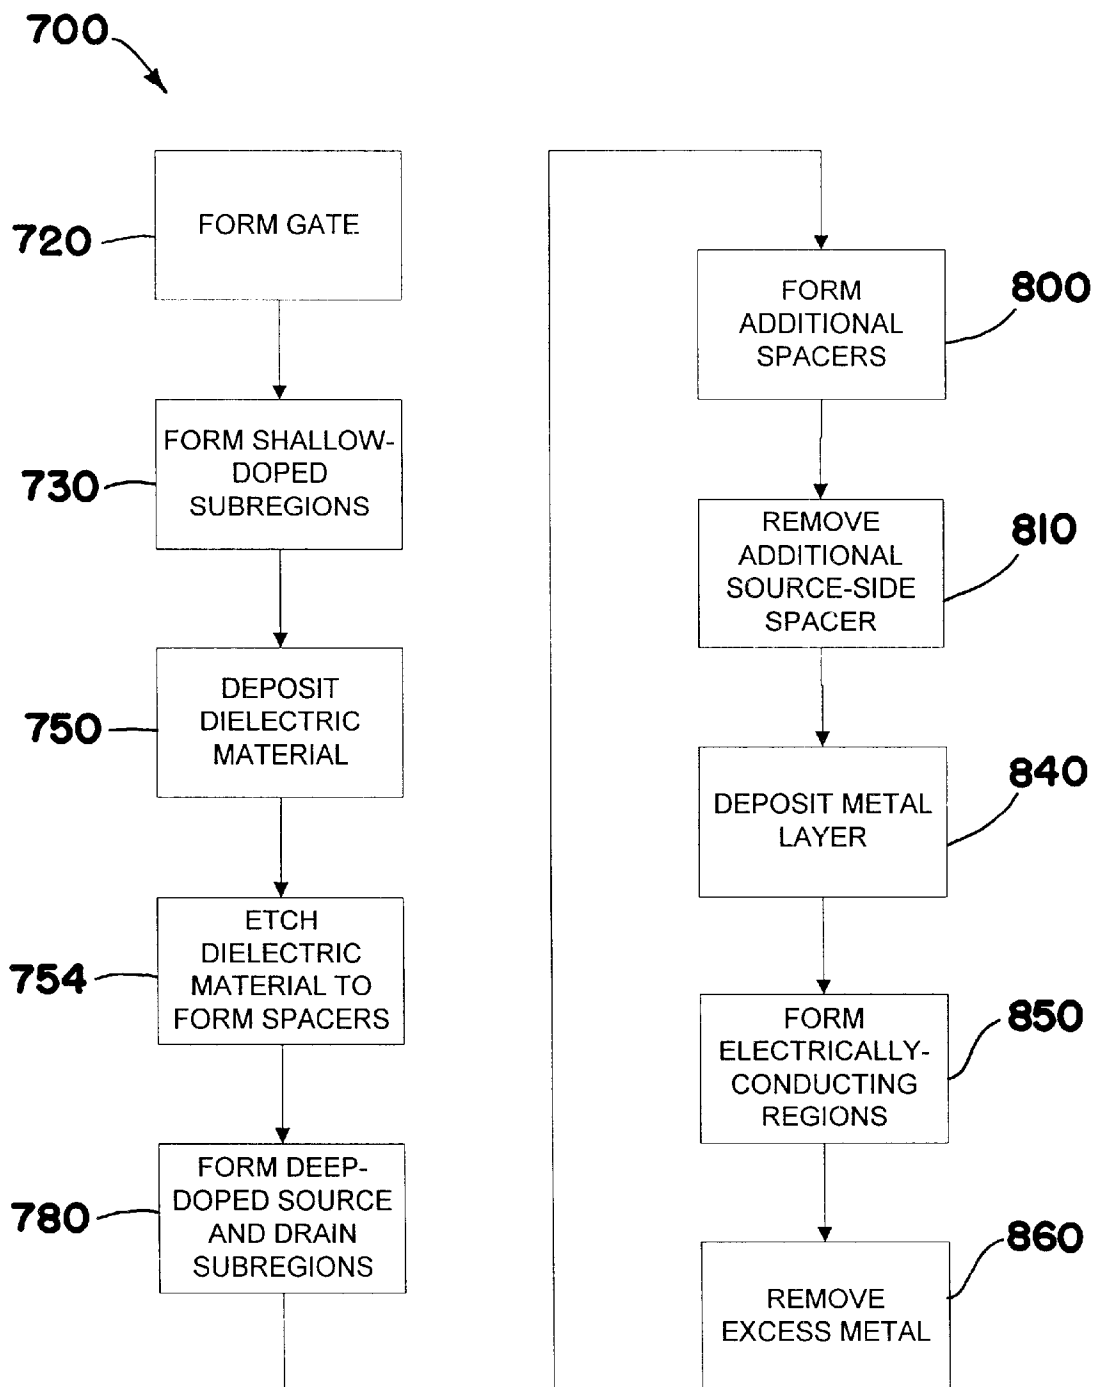 700
720
FORM GATE
730
FORM SHALLOW-
DOPED
SUBREGIONS
750
DEPOSIT
DIELECTRIC
MATERIAL
754
ETCH
DIELECTRIC
MATERIAL TO
FORM SPACERS
780
FORM DEEP-
DOPED SOURCE
AND DRAIN
SUBREGIONS
800
FORM
ADDITIONAL
SPACERS
810
REMOVE
ADDITIONAL
SOURCE-SIDE
SPACER
840
DEPOSIT METAL
LAYER
850
FORM
ELECTRICALLY-
CONDUCTING
REGIONS
860
REMOVE
EXCESS METAL